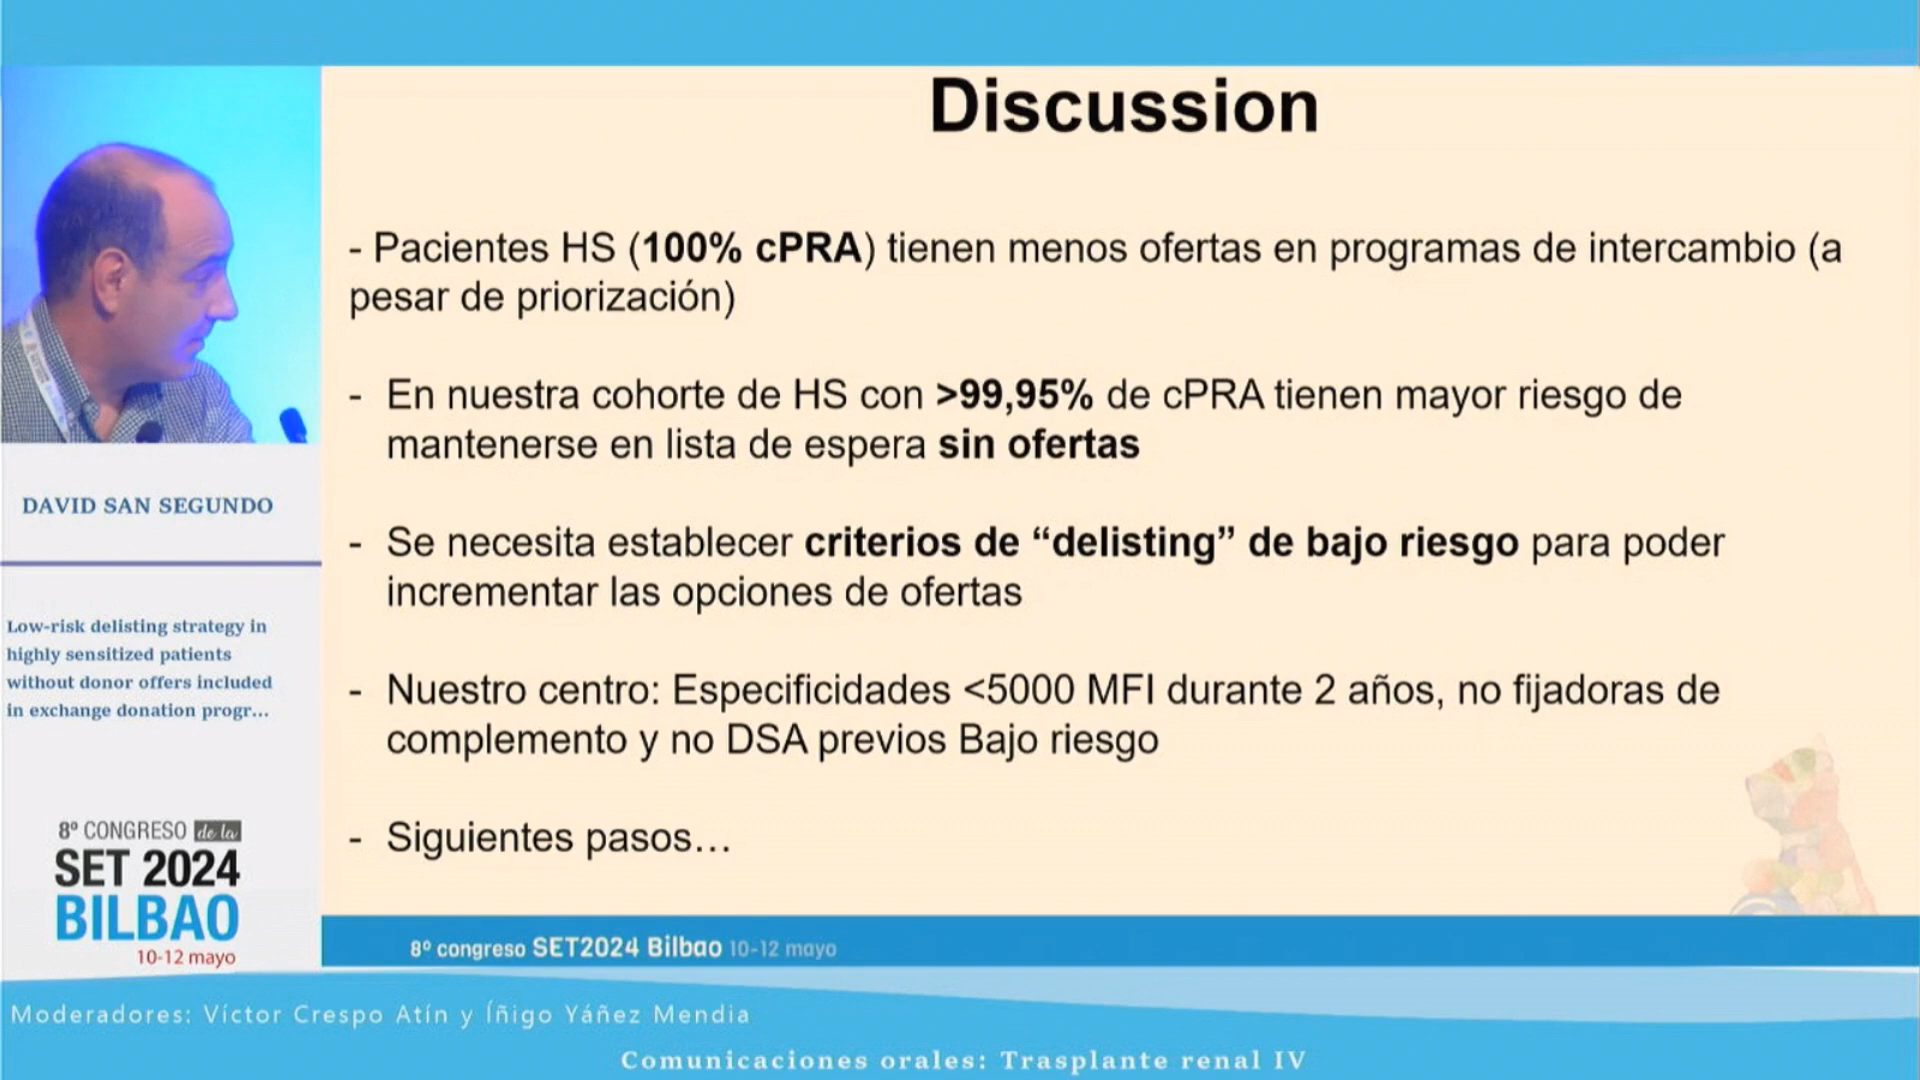 Discussion
- Pacientes HS (100% cPRA) tienen menos ofertas en programas de intercambio (a
pesar de priorización)
- En nuestra cohorte de HS con >99,95% de cPRA tienen mayor riesgo de
mantenerse en lista de espera sin ofertas
- Se necesita establecer criterios de “delisting” de bajo riesgo para poder
incrementar las opciones de ofertas
- Nuestro centro: Especificidades <5000 MFI durante 2 años, no fijadoras de
complemento y no DSA previos Bajo riesgo
- Siguientes pasos…
DAVID SAN SEGUNDO
Low-risk delisting strategy in
highly sensitized patients
without donor offers included
in exchange donation progr...
8º CONGRESO de la
SET 2024
BILBAO
10-12 mayo
8º congreso SET2024 Bilbao 10-12 mayo
Moderadores: Víctor Crespo Atín y Íñigo Yáñez Mendia
Comunicaciones orales: Trasplante renal IV